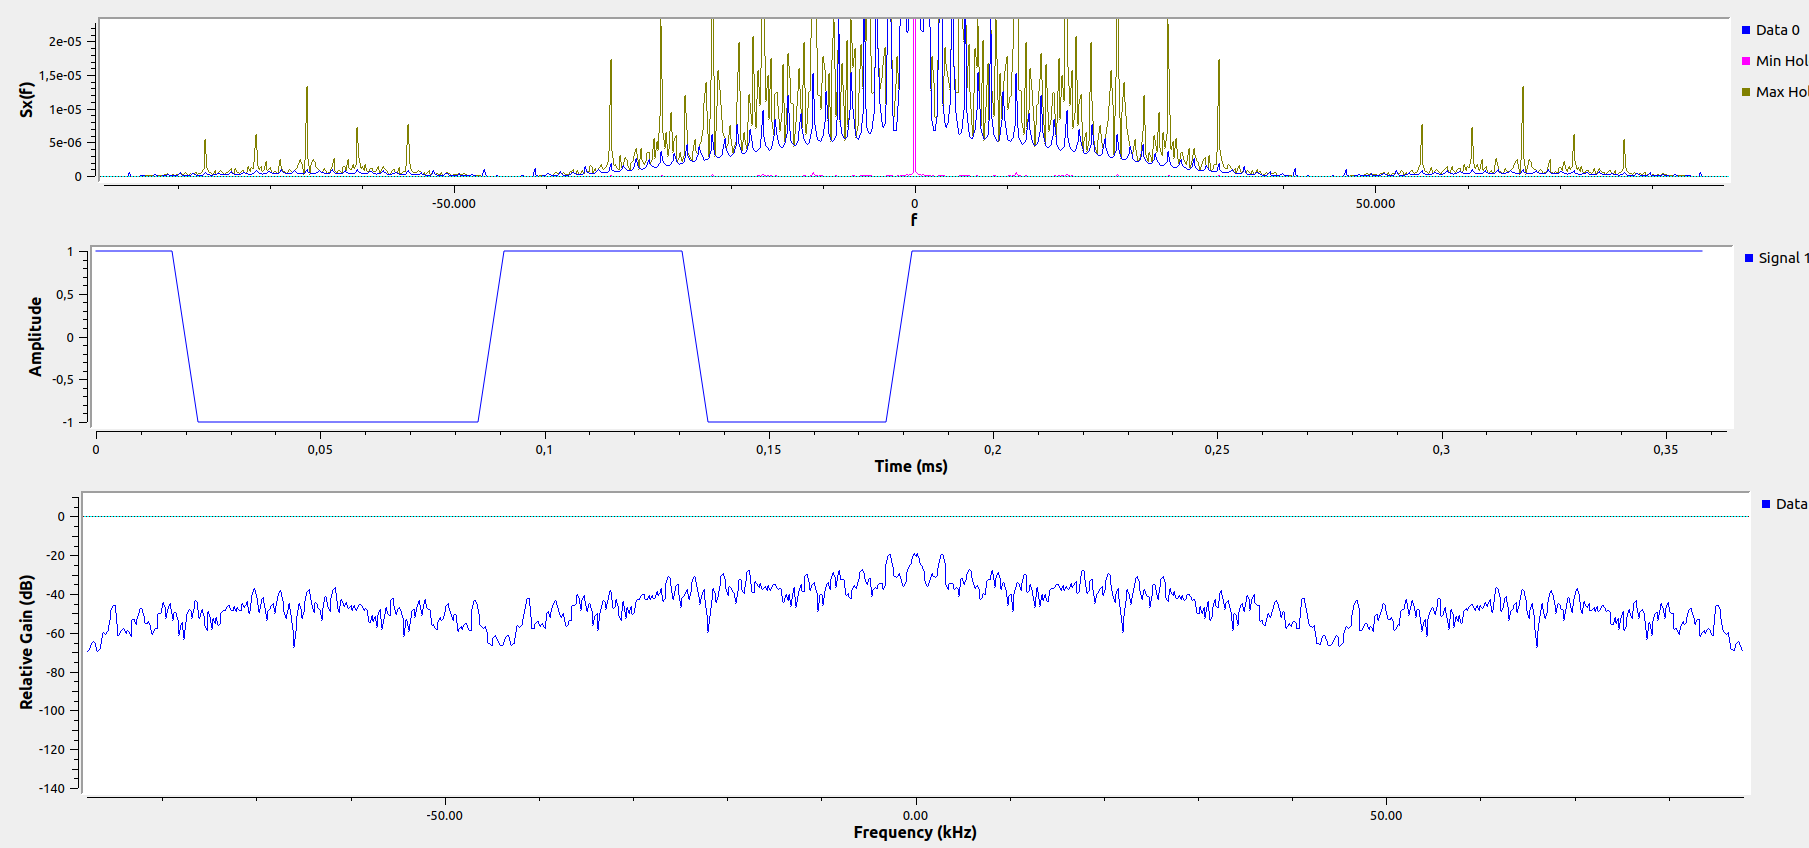 2e-05
1,5e-05
1e-05
5e-06
0
Sx(f)
-50.000 0 50.000
f
Data 0
Min Hol
Max Hol
1
0,5
0
-0,5
-1
Amplitude
0 0,05 0,1 0,15 0,2 0,25 0,3 0,35
Time (ms)
Signal 1
0
-20
-40
-60
-80
-100
-120
-140
Relative Gain (dB)
-50.00 0.00 50.00
Frequency (kHz)
Data